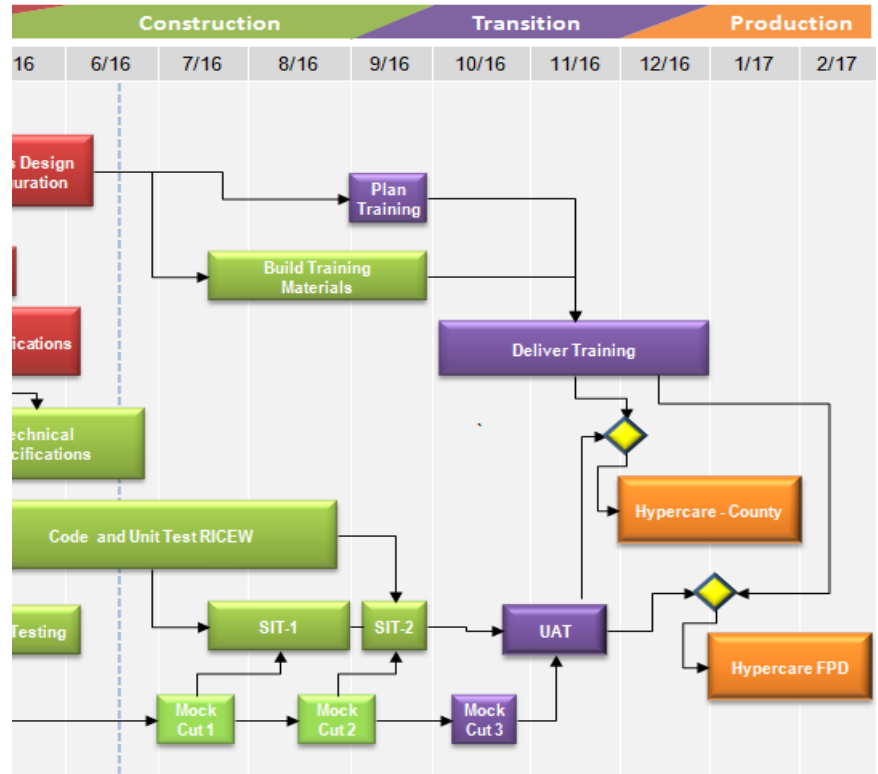 Construction
Transition
Production
16
6/16
7/16
8/16
9/16
10/16
11/16
12/16
1/17
2/17
s Design
uration
Plan
Training
Build Training
Materials
ications
Deliver Training
echnical
cifications
Hypercare - County
Code and Unit Test RICEW
SIT-1
SIT-2
UAT
Testing
Hypercare FPD
Mock
Cut 1
Mock
Cut 2
Mock
Cut 3